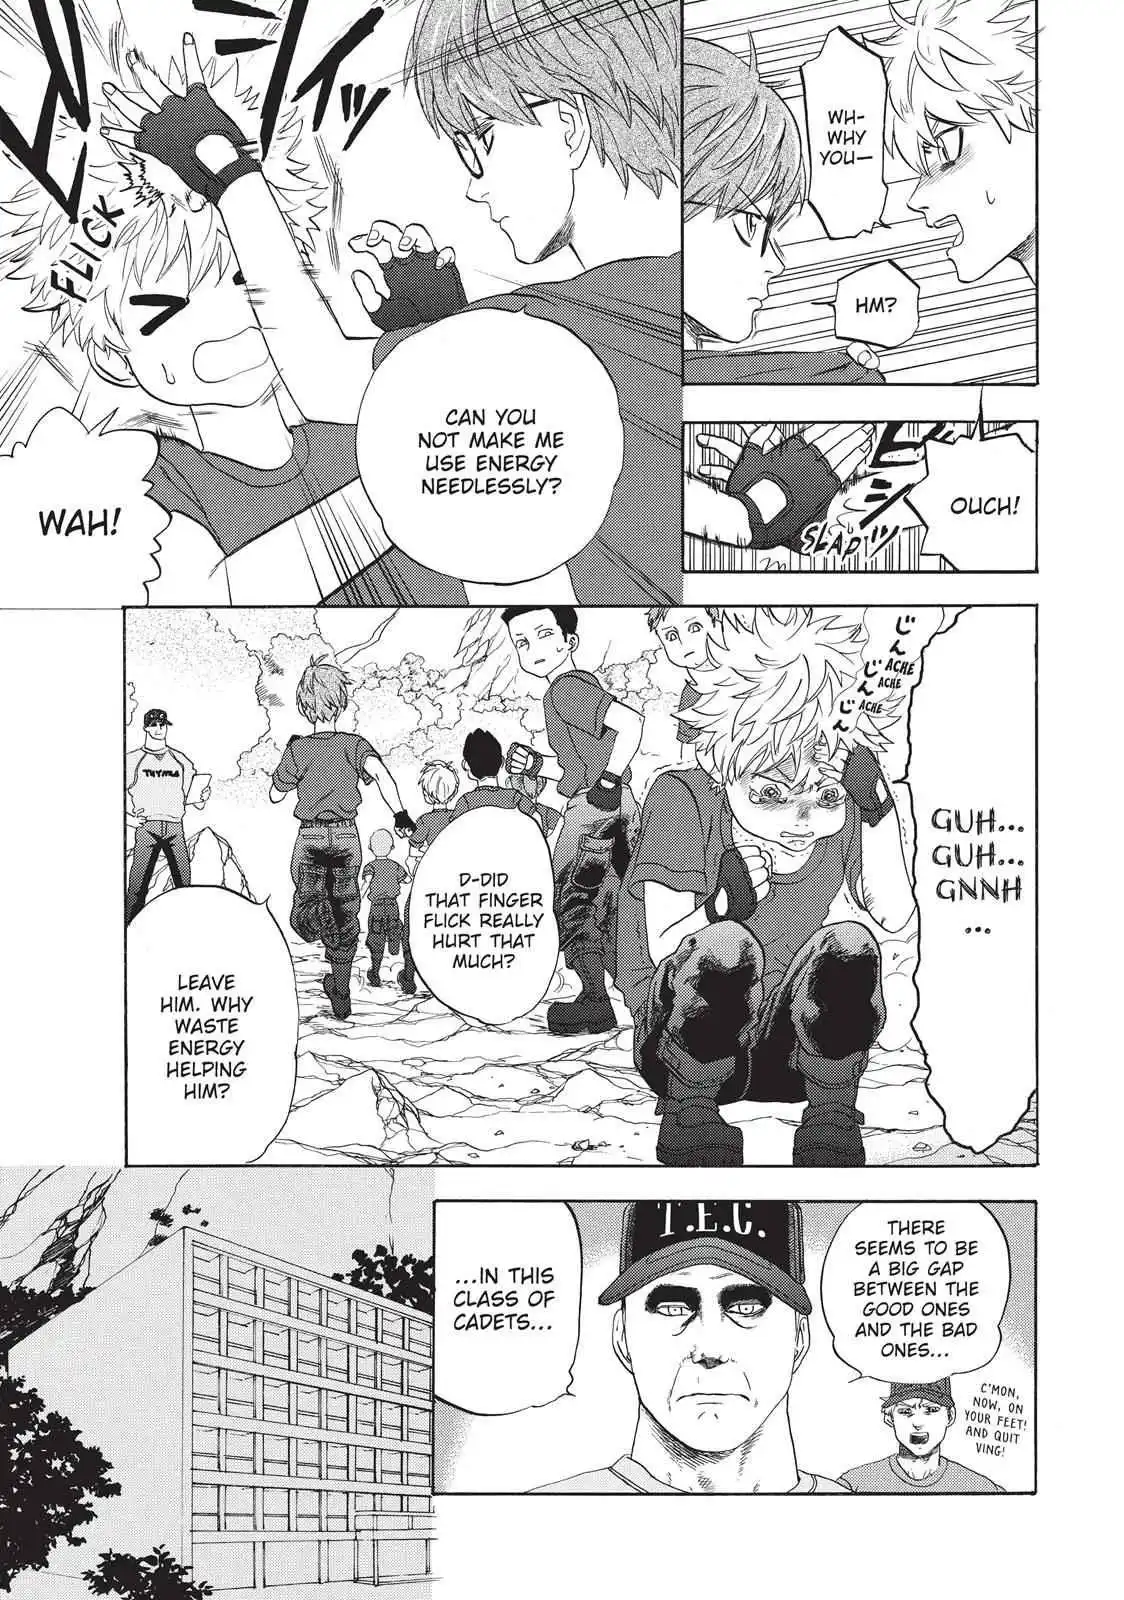 WH-
WHY
YOU—
HM?
OUCH!
SLAP
CAN YOU
NOT MAKE ME
USE ENERGY
NEEDLESSLY?
FLICK
WAH!
じんじんじん
ACHE
ACHE
ACHE
GUH...
GUH...
GNNH
...
D-DID
THAT FINGER
FLICK REALLY
HURT THAT
MUCH?
LEAVE
HIM. WHY
WASTE
ENERGY
HELPING
HIM?
T.E.C.
THERE
SEEMS TO BE
A BIG GAP
BETWEEN THE
GOOD ONES
AND THE BAD
ONES...
C'MON,
NOW, ON
YOUR FEET!
AND QUIT
VING!
...IN THIS
CLASS OF
CADETS...